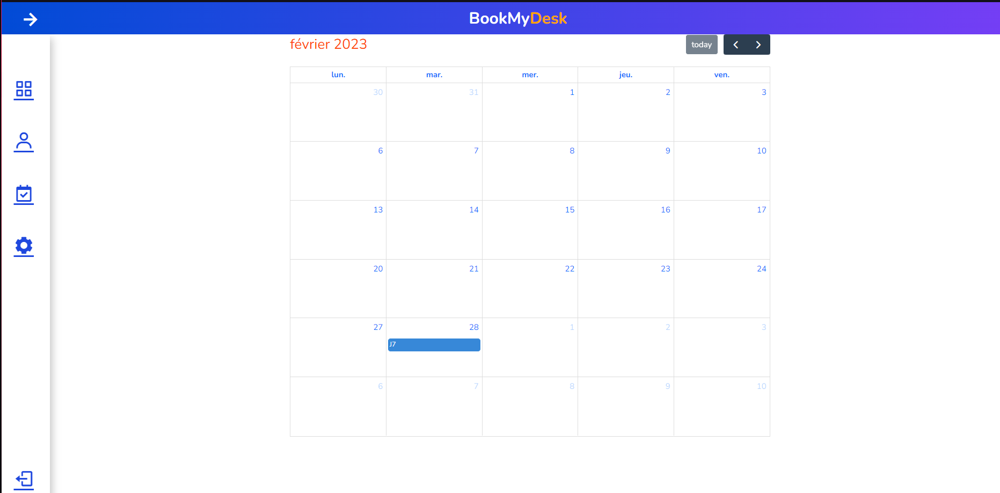 BookMyDesk
février 2023
today
lun. mar. mer. jeu. ven.
30 31 1 2 3
6 7 8 9 10
13 14 15 16 17
20 21 22 23 24
27 28 1 2 3
J7
6 7 8 9 10